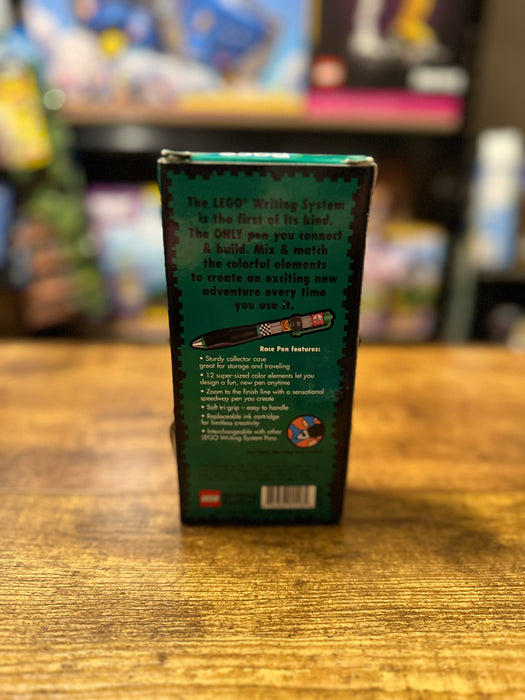 The LEGO® Writing System
is the first of its kind.
The ONLY pen you connect
& build. Mix & match
the colorful elements
to create an exciting new
adventure every time
you use it.
Race Pen features:
• Sturdy collector case
great for storage and traveling
• 12 super-sized color elements let you
design a fun, new pen anytime
• Zoom to the finish line with a sensational
speedway pen you create
• Soft tri-grip – easy to handle
• Replaceable ink cartridge
for limitless creativity
• Interchangeable with other
LEGO Writing System Pens
LEGO